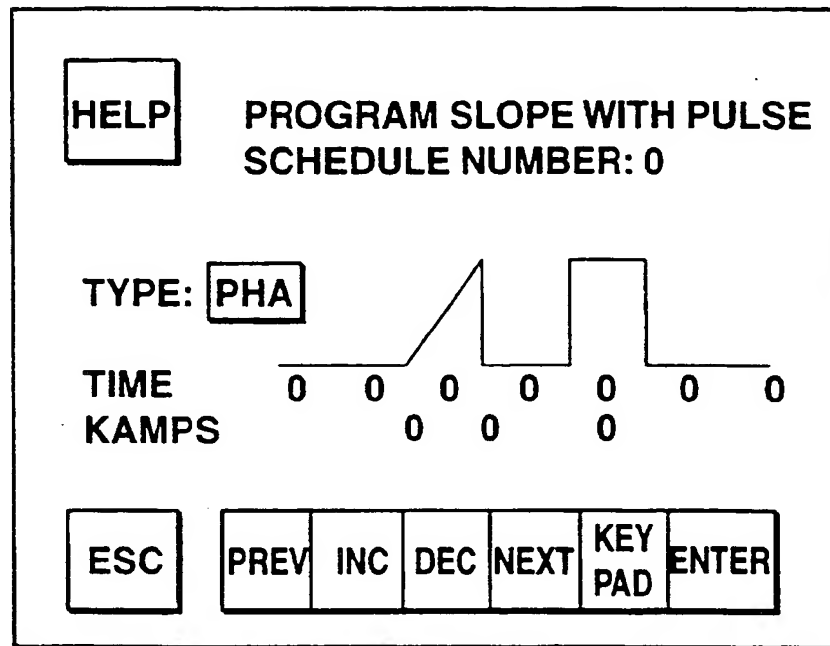 HELP
PROGRAM SLOPE WITH PULSE
SCHEDULE NUMBER: 0
TYPE: PHA
TIME 0 0 0 0 0 0 0
KAMPS 0 0 0
ESC PREV INC DEC NEXT KEY PAD ENTER